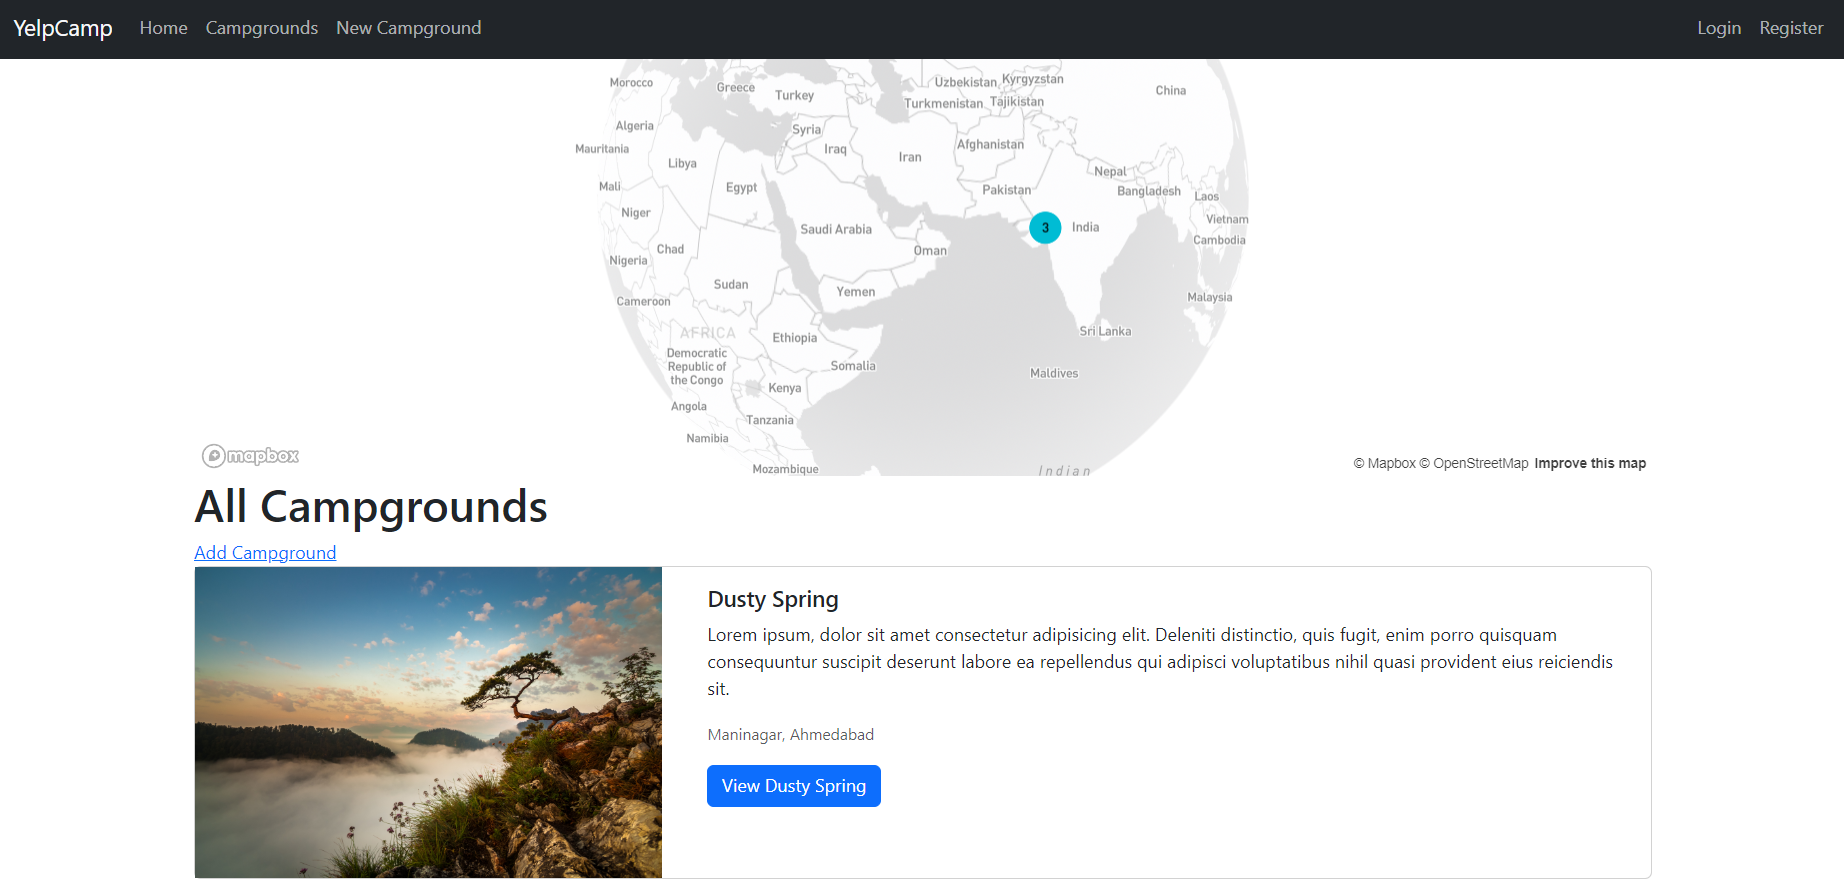 YelpCamp Home Campgrounds New Campground Login Register
Morocco
Greece
Turkey
Uzbekistan
Kyrgyzstan
China
Turkmenistan
Tajikistan
Algeria
Syria
Mauritania
Iraq
Iran
Afghanistan
Libya
Nepal
Mali
Egypt
Pakistan
Bangladesh
Laos
Niger
Vietnam
Saudi Arabia
3
India
Cambodia
Chad
Oman
Nigeria
Sudan
Yemen
Cameroon
Malaysia
AFRICA
Ethiopia
Sri Lanka
Democratic
Republic of
the Congo
Somalia
Maldives
Kenya
Angola
Tanzania
Namibia
mapbox
Mozambique
Indian
© Mapbox © OpenStreetMap Improve this map
All Campgrounds
Add Campground
Dusty Spring
Lorem ipsum, dolor sit amet consectetur adipisicing elit. Deleniti distinctio, quis fugit, enim porro quisquam
consequuntur suscipit deserunt labore ea repellendus qui adipisci voluptatibus nihil quasi provident eius reiciendis
sit.
Maninagar, Ahmedabad
View Dusty Spring